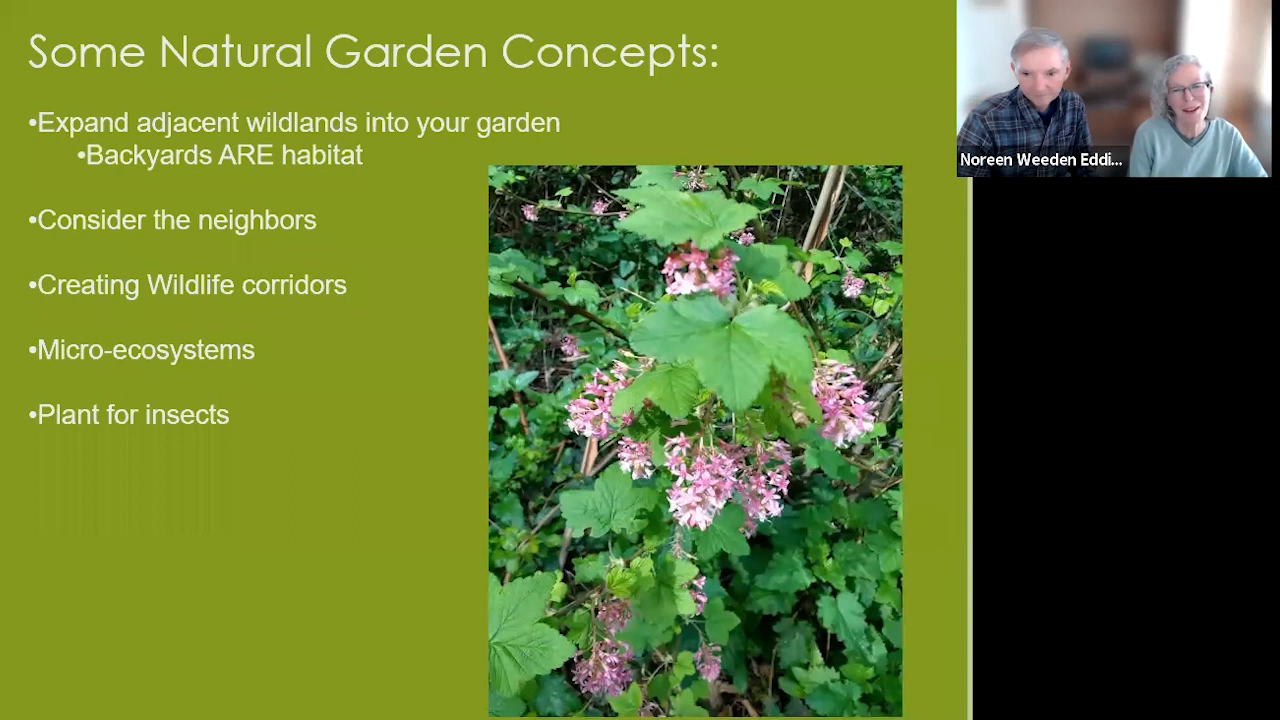 Some Natural Garden Concepts:
•Expand adjacent wildlands into your garden
•Backyards ARE habitat
•Consider the neighbors
•Creating Wildlife corridors
•Micro-ecosystems
•Plant for insects
Noreen Weeden Eddi...